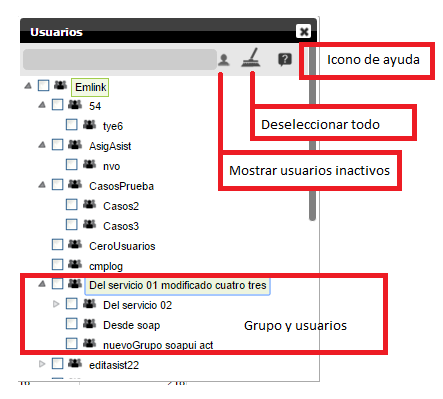 Usuarios
Icono de ayuda
Emlink
54
Deseleccionar todo
tye6
AsigAsist
nvo
Mostrar usuarios inactivos
CasosPrueba
Casos2
Casos3
CeroUsuarios
cmplog
Del servicio 01 modificado cuatro tres
Del servicio 02
Desde soap
Grupo y usuarios
nuevoGrupo soapui act
editasist22